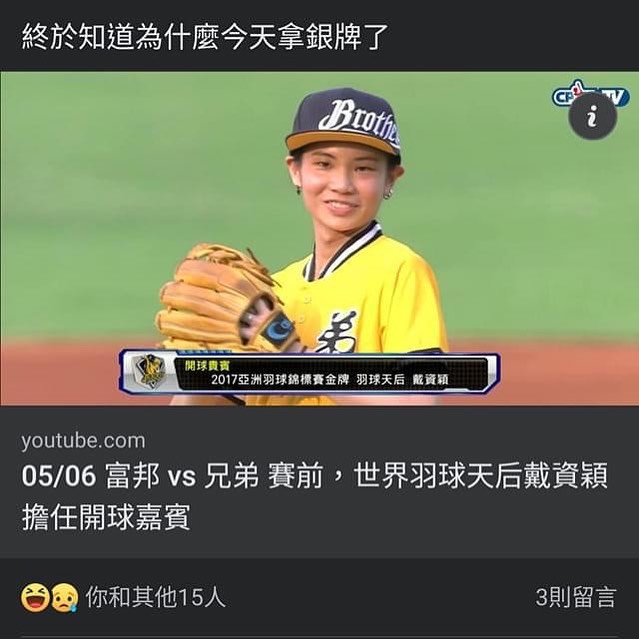 終於知道為什麼今天拿銀牌了
CP TV
i
Brothe
弟
開球貴賓
2017亞洲羽球錦標賽金牌 羽球天后 戴資穎
youtube.com
05/06 富邦 vs 兄弟 賽前，世界羽球天后戴資穎
擔任開球嘉賓
你和其他15人
3則留言